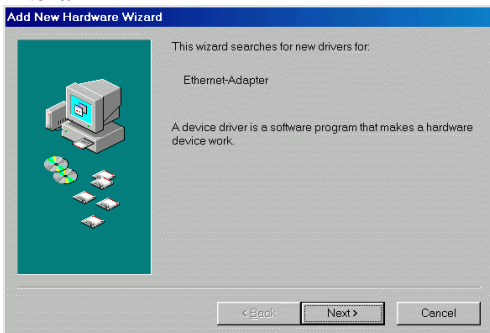 Add New Hardware Wizard
This wizard searches for new drivers for:
Ethernet-Adapter
A device driver is a software program that makes a hardware
device work.
< Back
Next >
Cancel